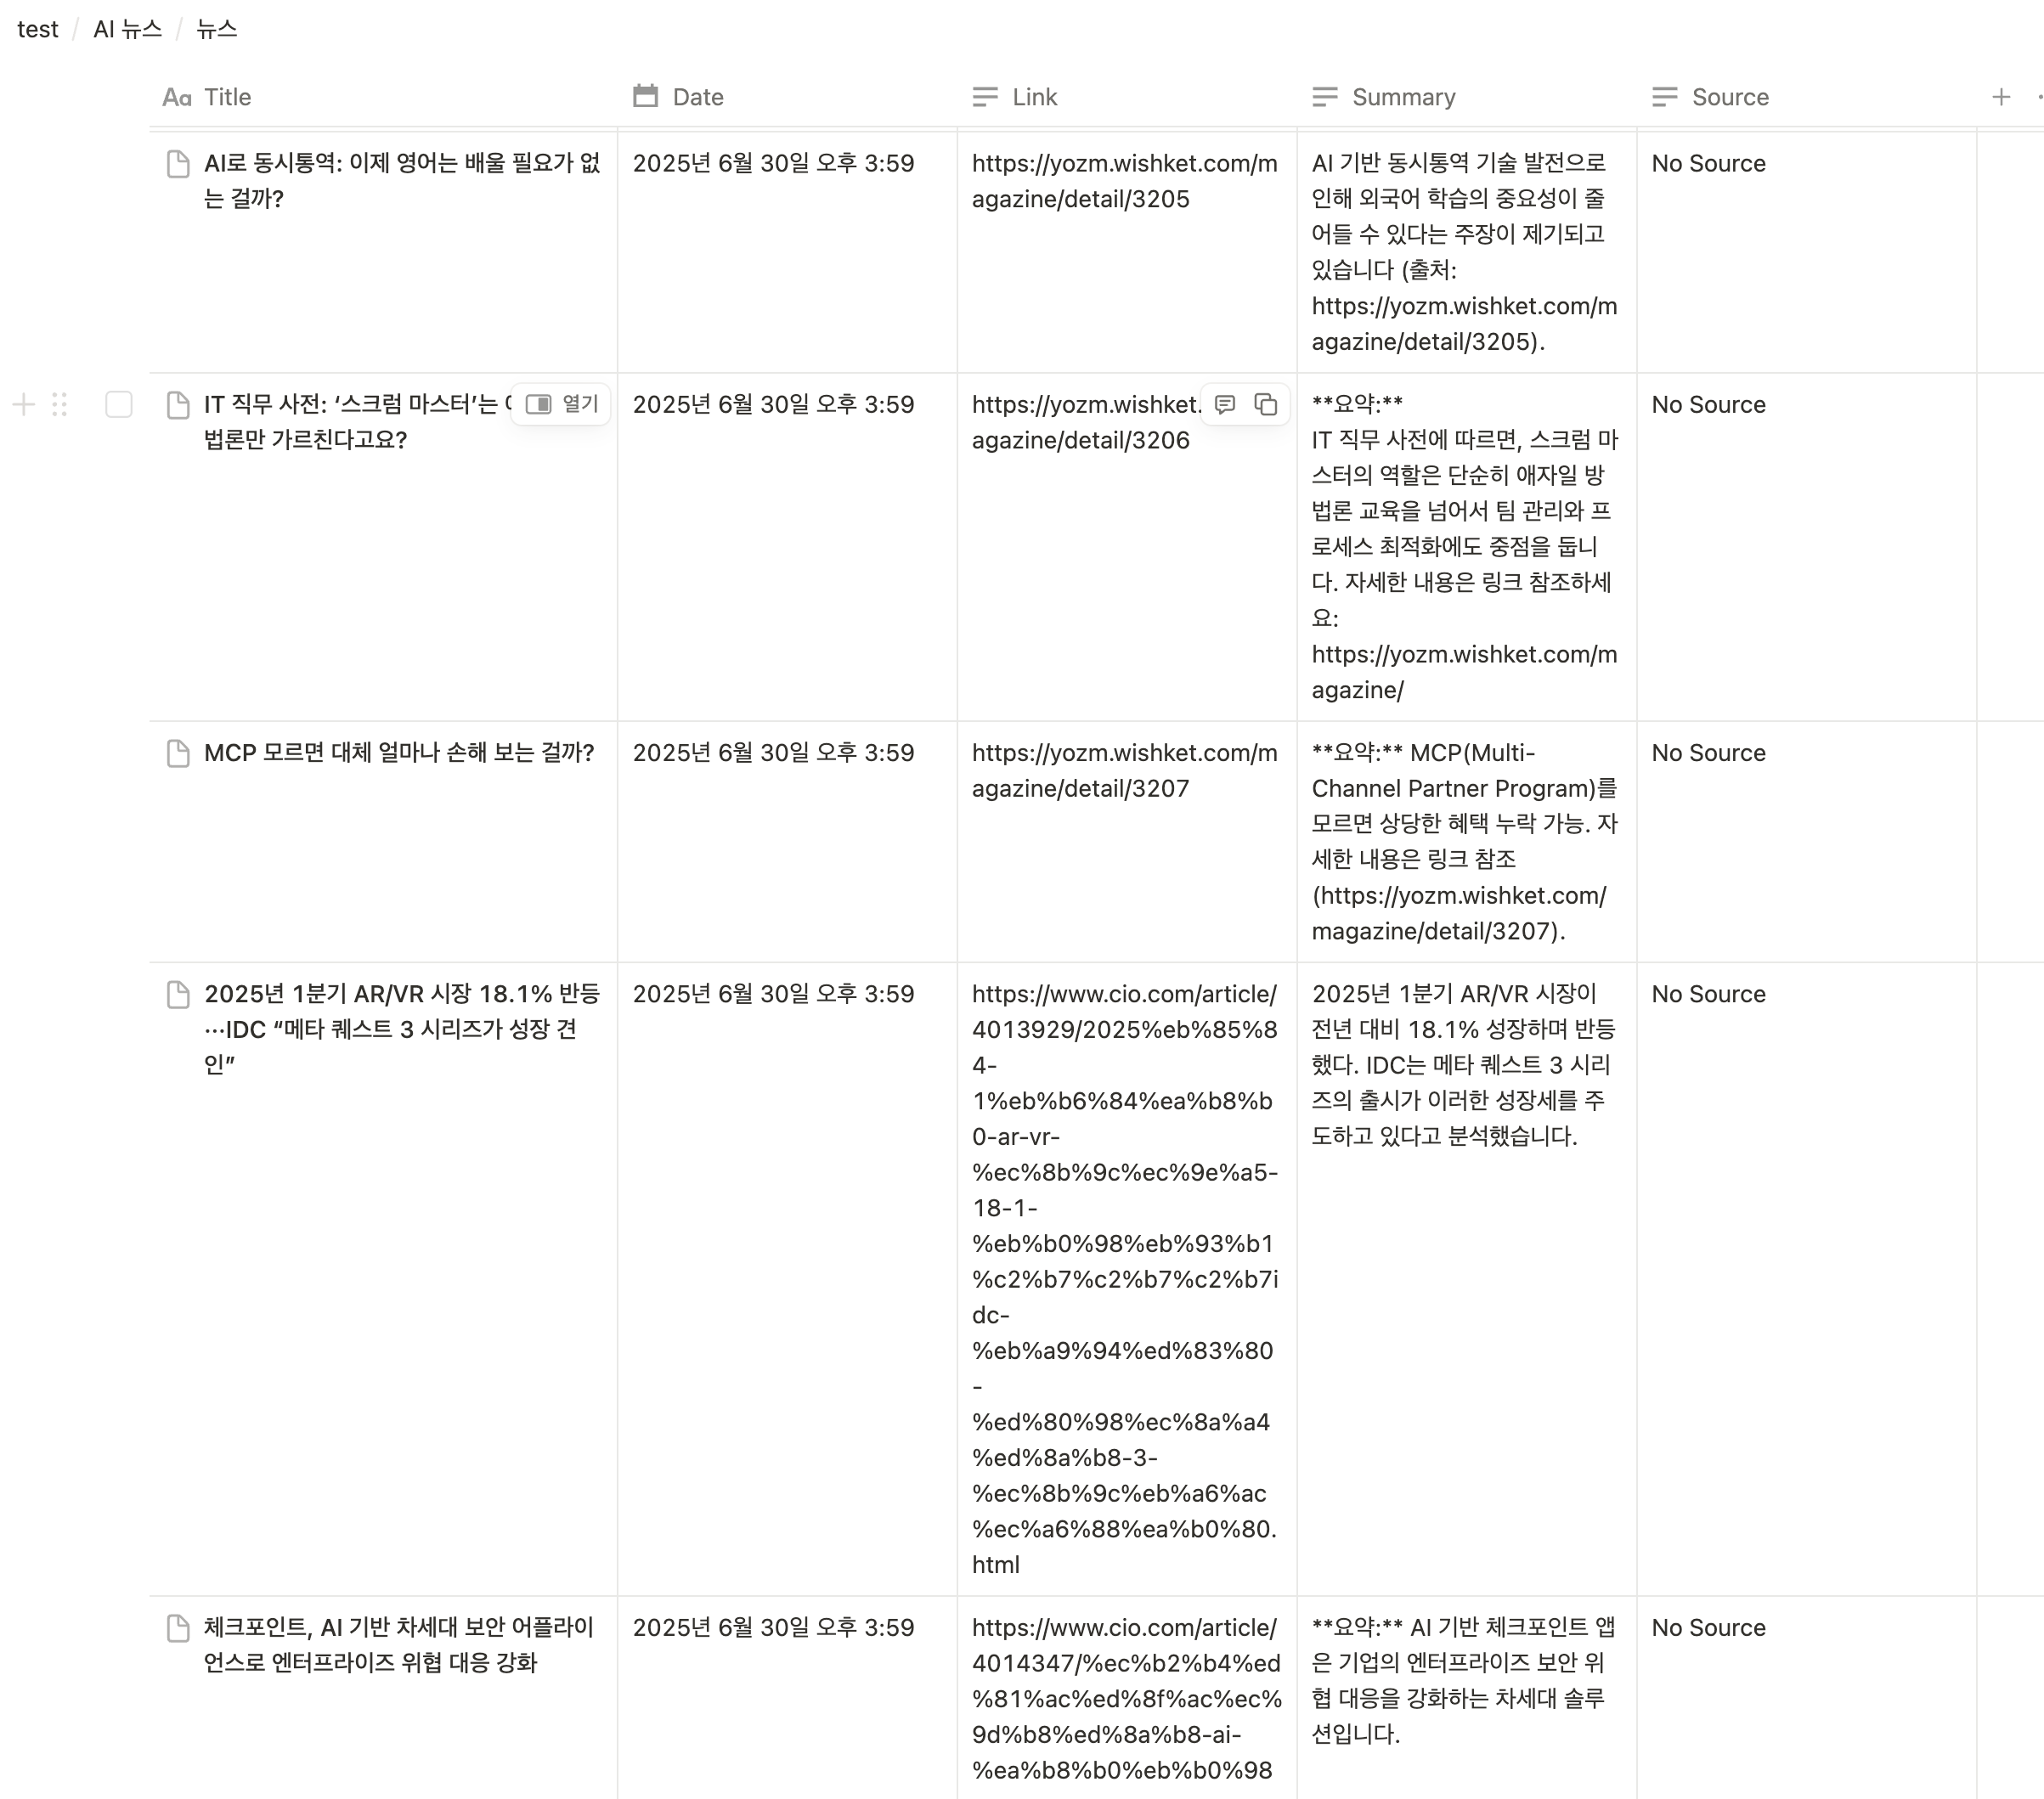 test / AI 뉴스 / 뉴스
Aa Title
Date
Link
Summary
Source
AI로 동시통역: 이제 영어는 배울 필요가 없
는 걸까?
2025년 6월 30일 오후 3:59
https://yozm.wishket.com/m
agazine/detail/3205
AI 기반 동시통역 기술 발전으로
인해 외국어 학습의 중요성이 줄
어들 수 있다는 주장이 제기되고
있습니다 (출처:
https://yozm.wishket.com/m
agazine/detail/3205).
No Source
IT 직무 사전: ‘스크럼 마스터’는
법론만 가르친다고요?
열기
2025년 6월 30일 오후 3:59
https://yozm.wishket.
agazine/detail/3206
**요약:**
IT 직무 사전에 따르면, 스크럼 마
스터의 역할은 단순히 애자일 방
법론 교육을 넘어서 팀 관리와 프
로세스 최적화에도 중점을 둡니
다. 자세한 내용은 링크 참조하세
요:
https://yozm.wishket.com/m
agazine/
No Source
MCP 모르면 대체 얼마나 손해 보는 걸까?
2025년 6월 30일 오후 3:59
https://yozm.wishket.com/m
agazine/detail/3207
**요약:** MCP(Multi-
Channel Partner Program)를
모르면 상당한 혜택 누락 가능. 자
세한 내용은 링크 참조
(https://yozm.wishket.com/
magazine/detail/3207).
No Source
2025년 1분기 AR/VR 시장 18.1% 반등
···IDC “메타 퀘스트 3 시리즈가 성장 견
인”
2025년 6월 30일 오후 3:59
https://www.cio.com/article/
4013929/2025%eb%85%8
4-
1%eb%b6%84%ea%b8%b
0-ar-vr-
%ec%8b%9c%ec%9e%a5-
18-1-
%eb%b0%98%eb%93%b1
%c2%b7%c2%b7%c2%b7i
dc-
%eb%a9%94%ed%83%80
-
%ed%80%98%ec%8a%a4
%ed%8a%b8-3-
%ec%8b%9c%eb%a6%ac
%ec%a6%88%ea%b0%80.
html
2025년 1분기 AR/VR 시장이
전년 대비 18.1% 성장하며 반등
했다. IDC는 메타 퀘스트 3 시리
즈의 출시가 이러한 성장세를 주
도하고 있다고 분석했습니다.
No Source
체크포인트, AI 기반 차세대 보안 어플라이
언스로 엔터프라이즈 위협 대응 강화
2025년 6월 30일 오후 3:59
https://www.cio.com/article/
4014347/%ec%b2%b4%ed
%81%ac%ed%8f%ac%ec%
9d%b8%ed%8a%b8-ai-
%ea%b8%b0%eb%b0%98
**요약:** AI 기반 체크포인트 앱
은 기업의 엔터프라이즈 보안 위
협 대응을 강화하는 차세대 솔루
션입니다.
No Source